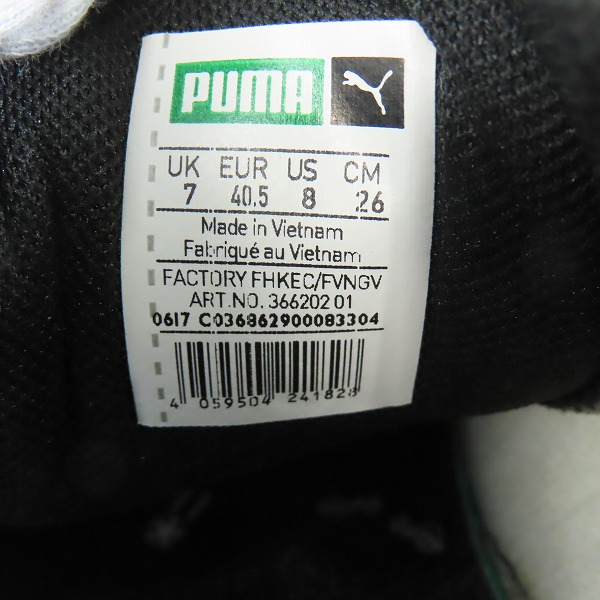 PUMA
UK EUR US CM
7 40.5 8 26
Made in Vietnam
Fabriqué au Vietnam
FACTORY FHKEC/FVNGV
ART.NO. 366202 01
0617 C036862900083304
4 059504 241828